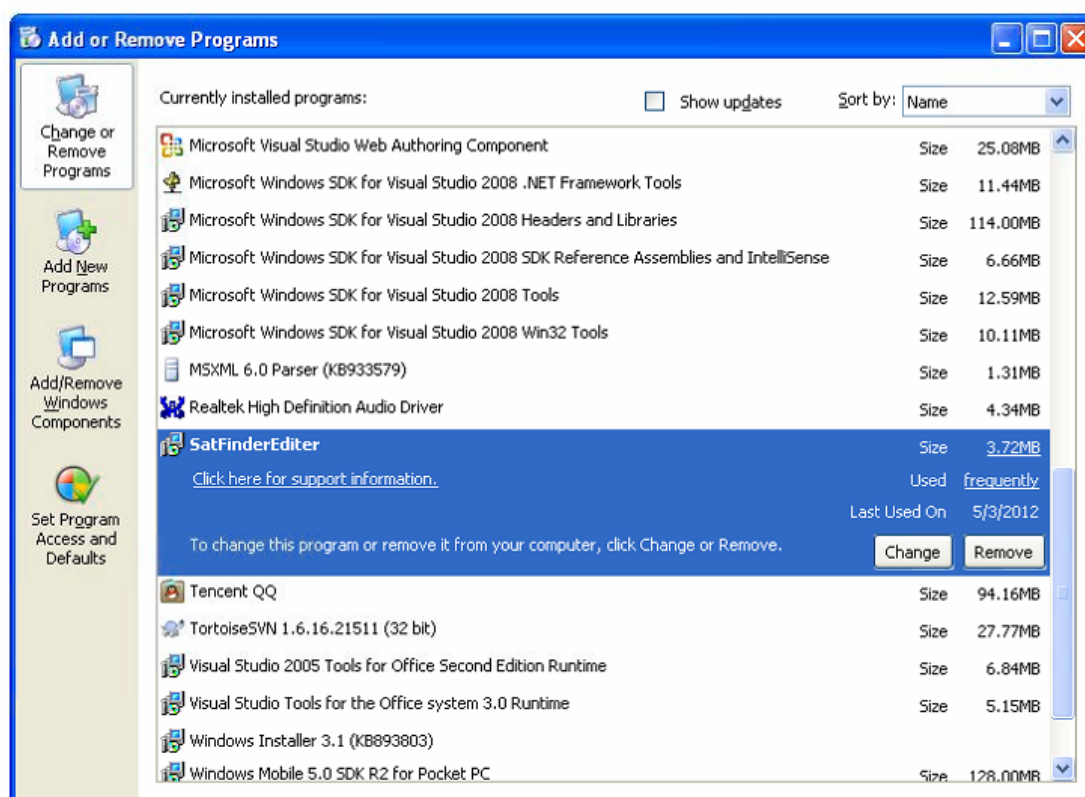 Add or Remove Programs
Change or
Remove
Programs
Add New
Programs
Add/Remove
Windows
Components
Set Program
Access and
Defaults
Currently installed programs: Show updates Sort by: Name
Microsoft Visual Studio Web Authoring Component Size 25.08MB
Microsoft Windows SDK for Visual Studio 2008 .NET Framework Tools Size 11.44MB
Microsoft Windows SDK for Visual Studio 2008 Headers and Libraries Size 114.00MB
Microsoft Windows SDK for Visual Studio 2008 SDK Reference Assemblies and IntelliSense Size 6.66MB
Microsoft Windows SDK for Visual Studio 2008 Tools Size 12.59MB
Microsoft Windows SDK for Visual Studio 2008 Win32 Tools Size 10.11MB
MSXML 6.0 Parser (KB933579) Size 1.31MB
Realtek High Definition Audio Driver Size 4.34MB
SatFinderEditer Size 3.72MB
Click here for support information. Used frequently
Last Used On 5/3/2012
To change this program or remove it from your computer, click Change or Remove. Change Remove
Tencent QQ Size 94.16MB
TortoiseSVN 1.6.16.21511 (32 bit) Size 27.77MB
Visual Studio 2005 Tools for Office Second Edition Runtime Size 6.84MB
Visual Studio Tools for the Office system 3.0 Runtime Size 5.15MB
Windows Installer 3.1 (KB893803)
Windows Mobile 5.0 SDK R2 for Pocket PC Size 128.00MB